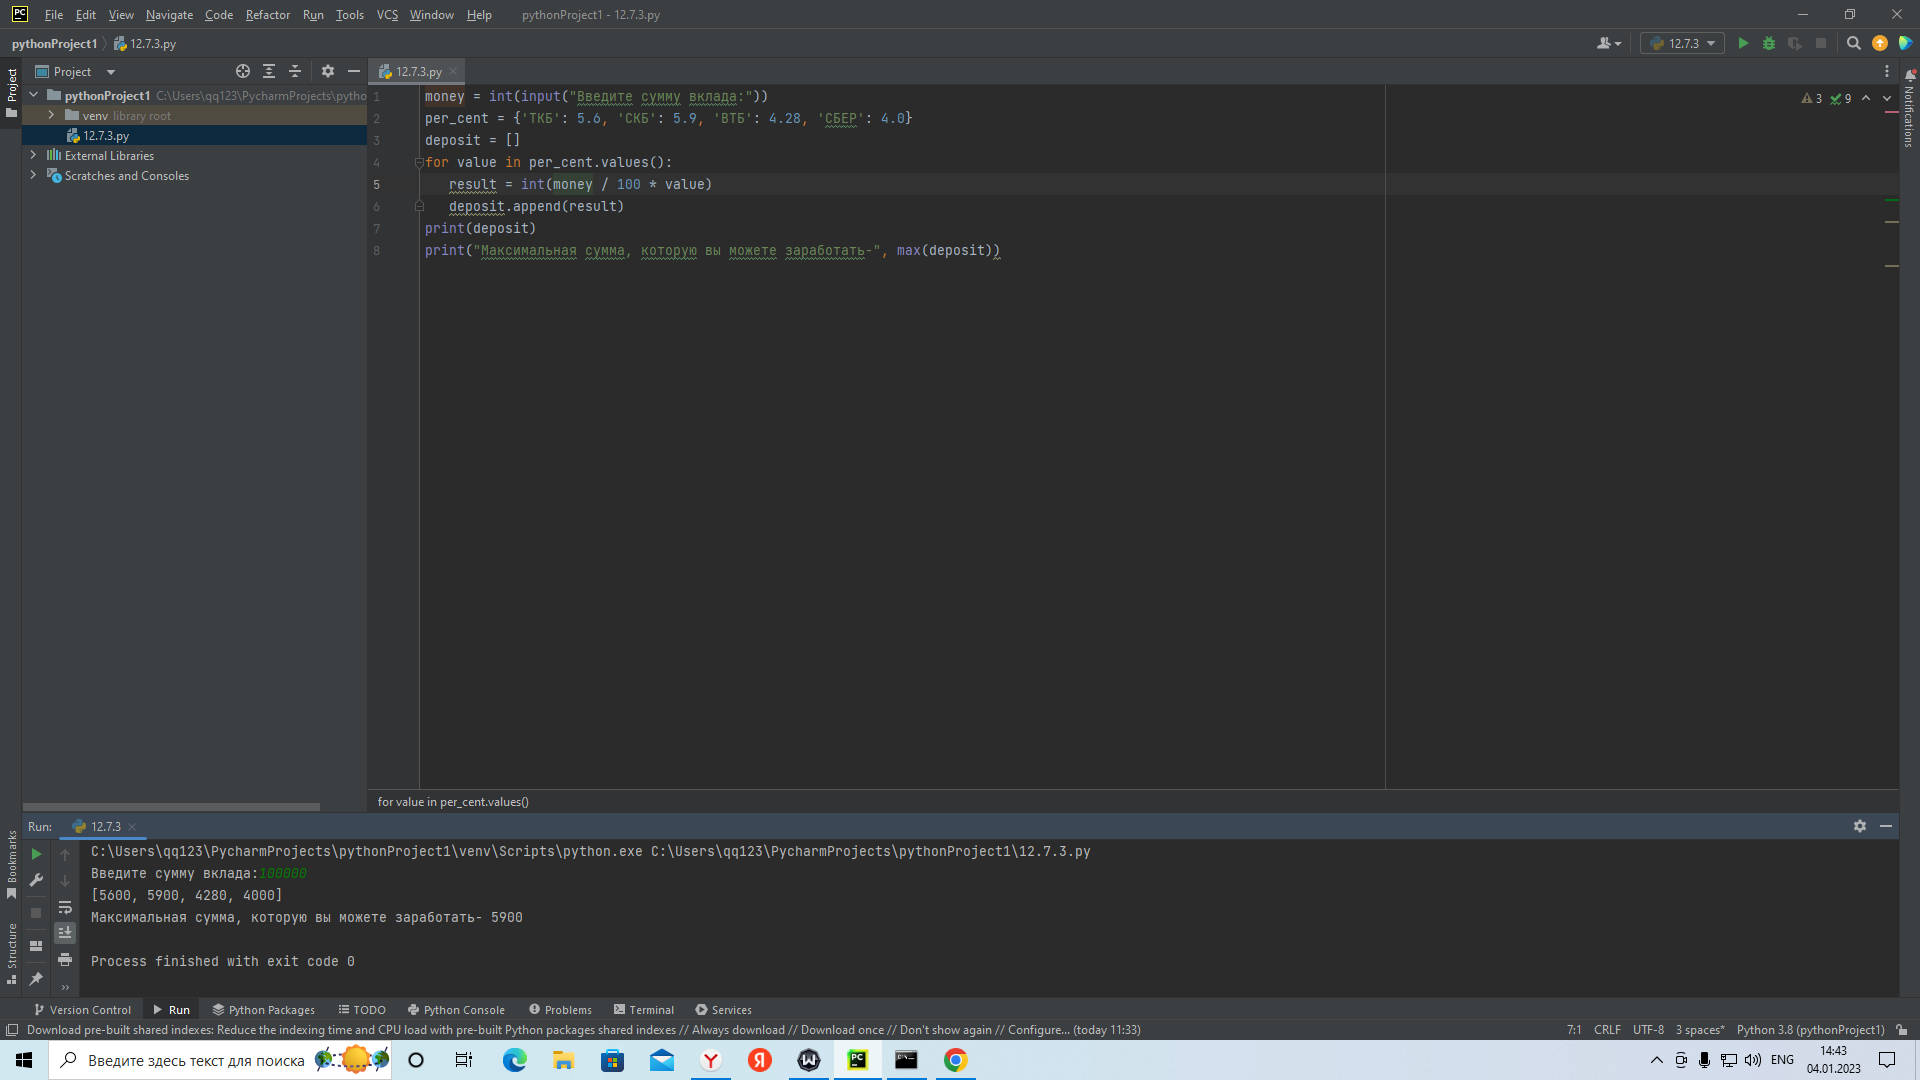 PC File Edit View Navigate Code Refactor Run Tools VCS Window Help pythonProject1 - 12.7.3.py
pythonProject1 12.7.3.py 12.7.3
Project 12.7.3.py
Project
pythonProject1 C:\Users\qq123\PycharmProjects\pytho
venv library root
12.7.3.py
External Libraries
Scratches and Consoles
1 money = int(input("Введите сумму вклада:"))
2 per_cent = {'ТКБ': 5.6, 'СКБ': 5.9, 'ВТБ': 4.28, 'СБЕР': 4.0}
3 deposit = []
4 for value in per_cent.values():
5 result = int(money / 100 * value)
6 deposit.append(result)
7 print(deposit)
8 print("Максимальная сумма, которую вы можете заработать-", max(deposit))
3 9
Notifications
for value in per_cent.values()
Run: 12.7.3
Bookmarks
Structure
C:\Users\qq123\PycharmProjects\pythonProject1\venv\Scripts\python.exe C:\Users\qq123\PycharmProjects\pythonProject1\12.7.3.py
Введите сумму вклада:100000
[5600, 5900, 4280, 4000]
Максимальная сумма, которую вы можете заработать- 5900
Process finished with exit code 0
Version Control Run Python Packages TODO Python Console Problems Terminal Services
Download pre-built shared indexes: Reduce the indexing time and CPU load with pre-built Python packages shared indexes // Always download // Download once // Don't show again // Configure... (today 11:33) 7:1 CRLF UTF-8 3 spaces* Python 3.8 (pythonProject1)
Введите здесь текст для поиска Y Я W PC ENG 14:43
04.01.2023